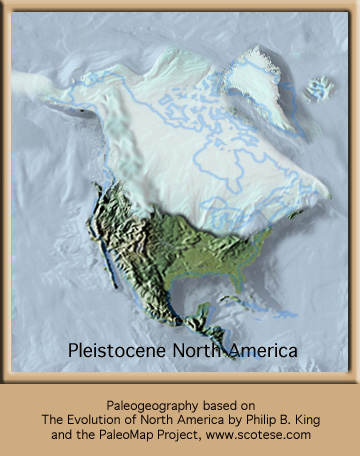 Pleistocene North America
Paleogeography based on
The Evolution of North America by Philip B. King
and the PaleoMap Project, www.scotese.com